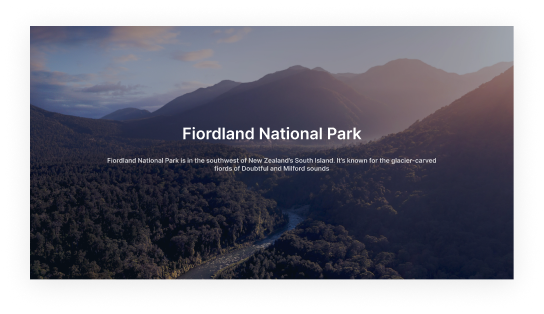 Fiordland National Park
Fiordland National Park is in the southwest of New Zealand's South Island. It's known for the glacier-carved
fiords of Doubtful and Milford sounds